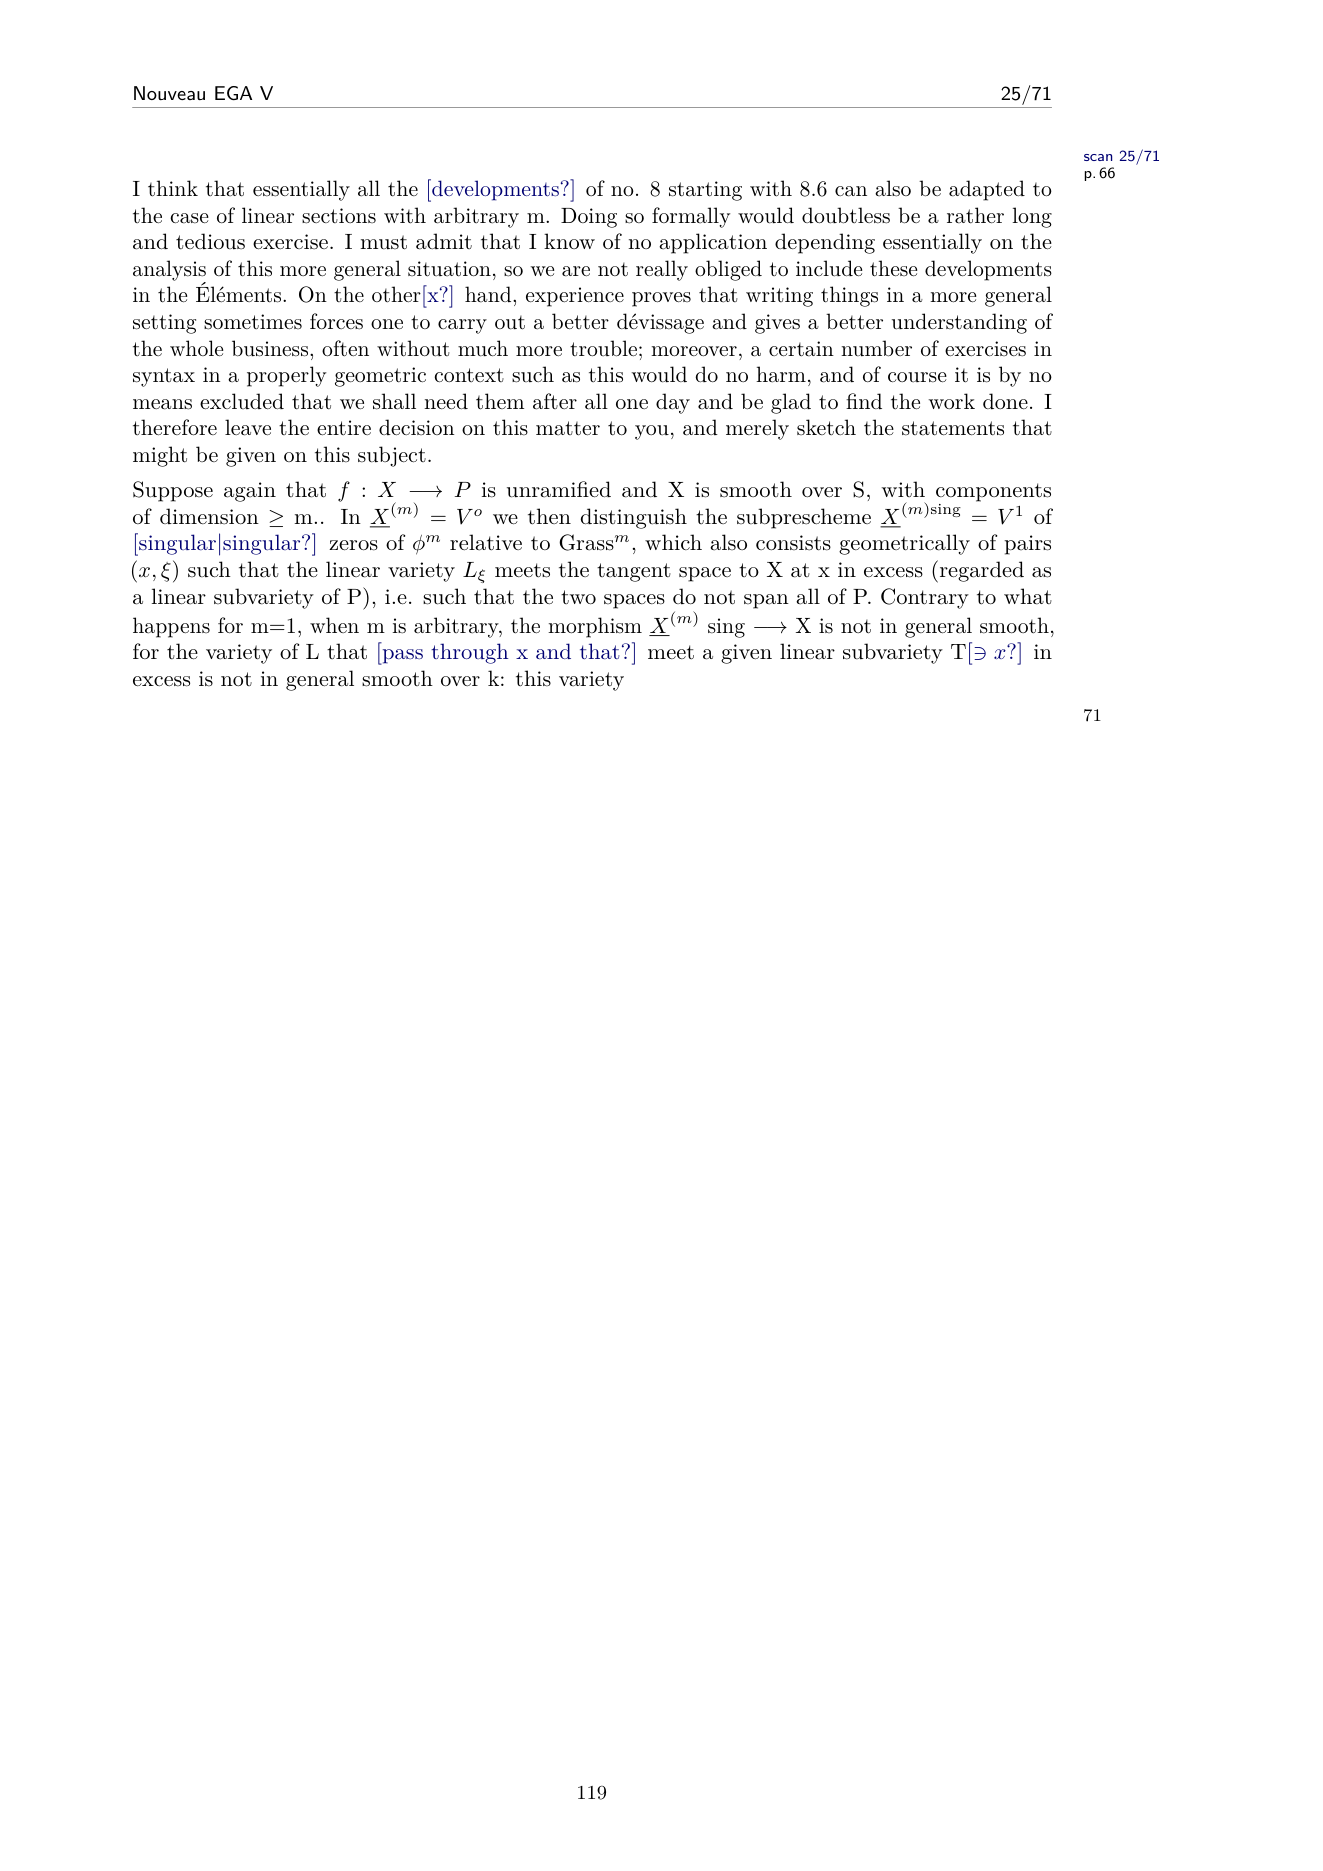 Nouveau EGA V 25/71
scan 25/71
p. 66
I think that essentially all the [developments?] of no. 8 starting with 8.6 can also be adapted to
the case of linear sections with arbitrary m. Doing so formally would doubtless be a rather long
and tedious exercise. I must admit that I know of no application depending essentially on the
analysis of this more general situation, so we are not really obliged to include these developments
in the Éléments. On the other[x?] hand, experience proves that writing things in a more general
setting sometimes forces one to carry out a better dévissage and gives a better understanding of
the whole business, often without much more trouble; moreover, a certain number of exercises in
syntax in a properly geometric context such as this would do no harm, and of course it is by no
means excluded that we shall need them after all one day and be glad to find the work done. I
therefore leave the entire decision on this matter to you, and merely sketch the statements that
might be given on this subject.
Suppose again that f : X ⟶ P is unramified and X is smooth over S, with components
of dimension ≥ m.. In X^(m) = V^o we then distinguish the subprescheme X^(m)sing = V^1 of
[singular|singular?] zeros of ϕ^m relative to Grass^m, which also consists geometrically of pairs
(x, ξ) such that the linear variety L_ξ meets the tangent space to X at x in excess (regarded as
a linear subvariety of P), i.e. such that the two spaces do not span all of P. Contrary to what
happens for m=1, when m is arbitrary, the morphism X^(m) sing ⟶ X is not in general smooth,
for the variety of L that [pass through x and that?] meet a given linear subvariety T[∋ x?] in
excess is not in general smooth over k: this variety
71
119